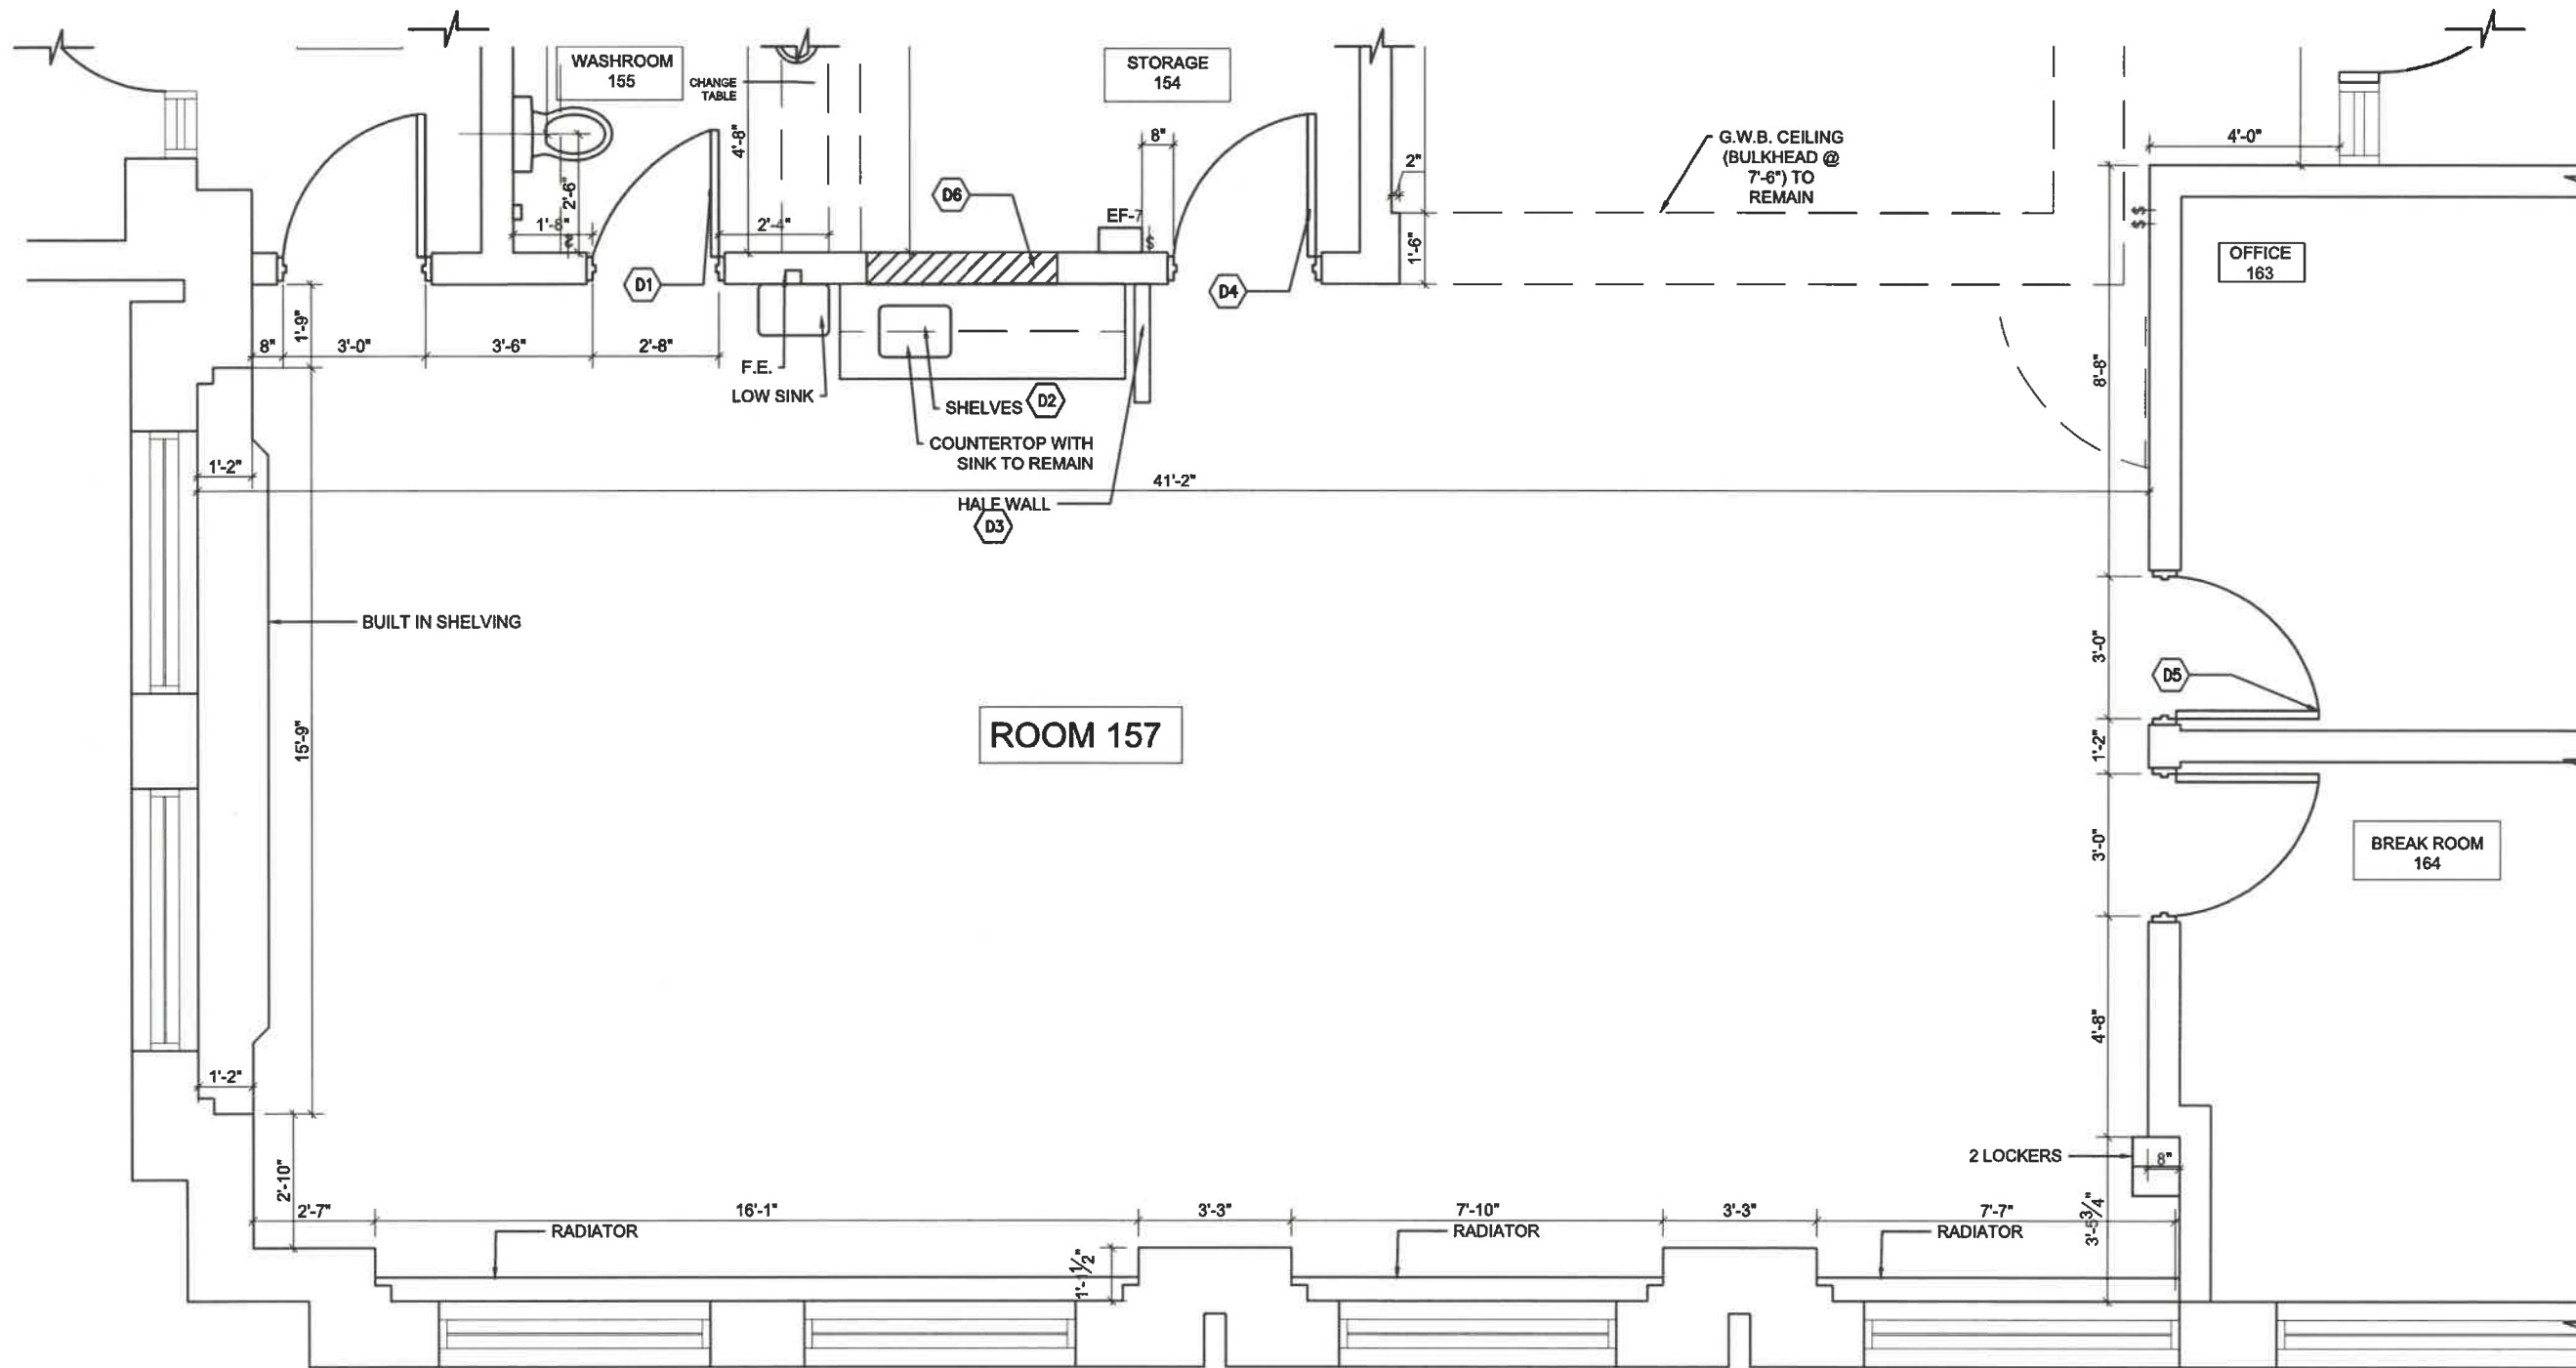 WASHROOM
155
CHANGE
TABLE
STORAGE
154
4'-8"
8"
G.W.B. CEILING
(BULKHEAD @
7'-6") TO
REMAIN
4'-0"
2"
2'-6"
D6
1'-8"
2'-4"
EF-7
$
1'-6"
$ $
$ $
OFFICE
163
D1
D4
1'-9"
8"
3'-0"
3'-6"
2'-8"
F.E.
LOW SINK
SHELVES
D2
8'-8"
COUNTERTOP WITH
SINK TO REMAIN
1'-2"
41'-2"
HALF WALL
D3
BUILT IN SHELVING
3'-0"
D5
ROOM 157
15'-9"
1'-2"
3'-0"
BREAK ROOM
164
4'-8"
1'-2"
2 LOCKERS
8"
2'-10"
2'-7"
16'-1"
3'-3"
7'-10"
3'-3"
7'-7"
3'-5 3/4"
RADIATOR
RADIATOR
RADIATOR
1'-1 1/2"